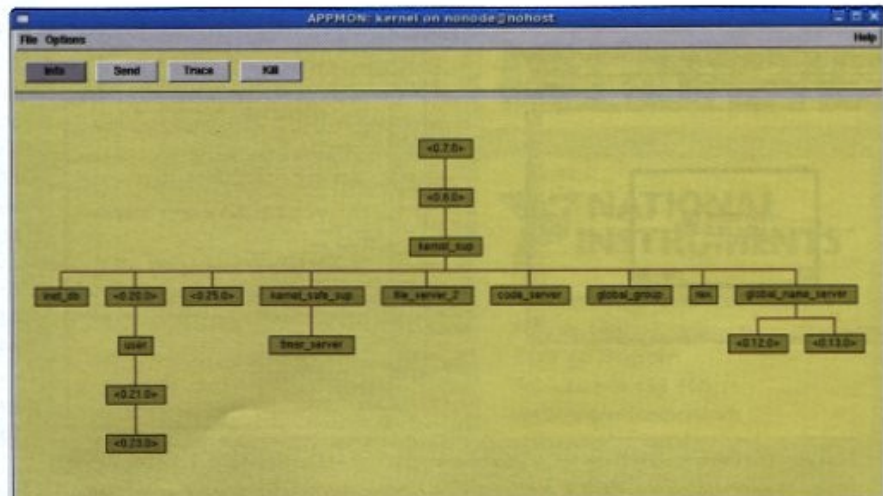 APPMON: kernel on nonode@nohost
File Options Help
Info Send Trace Kill
<0.7.0>
<0.6.0>
kernel_sup
inet_db <0.20.0> <0.25.0> kernel_safe_sup file_server_2 code_server global_group rex global_name_server
user timer_server <0.12.0> <0.13.0>
<0.21.0>
<0.23.0>
NATIONAL
INSTRUMENTS